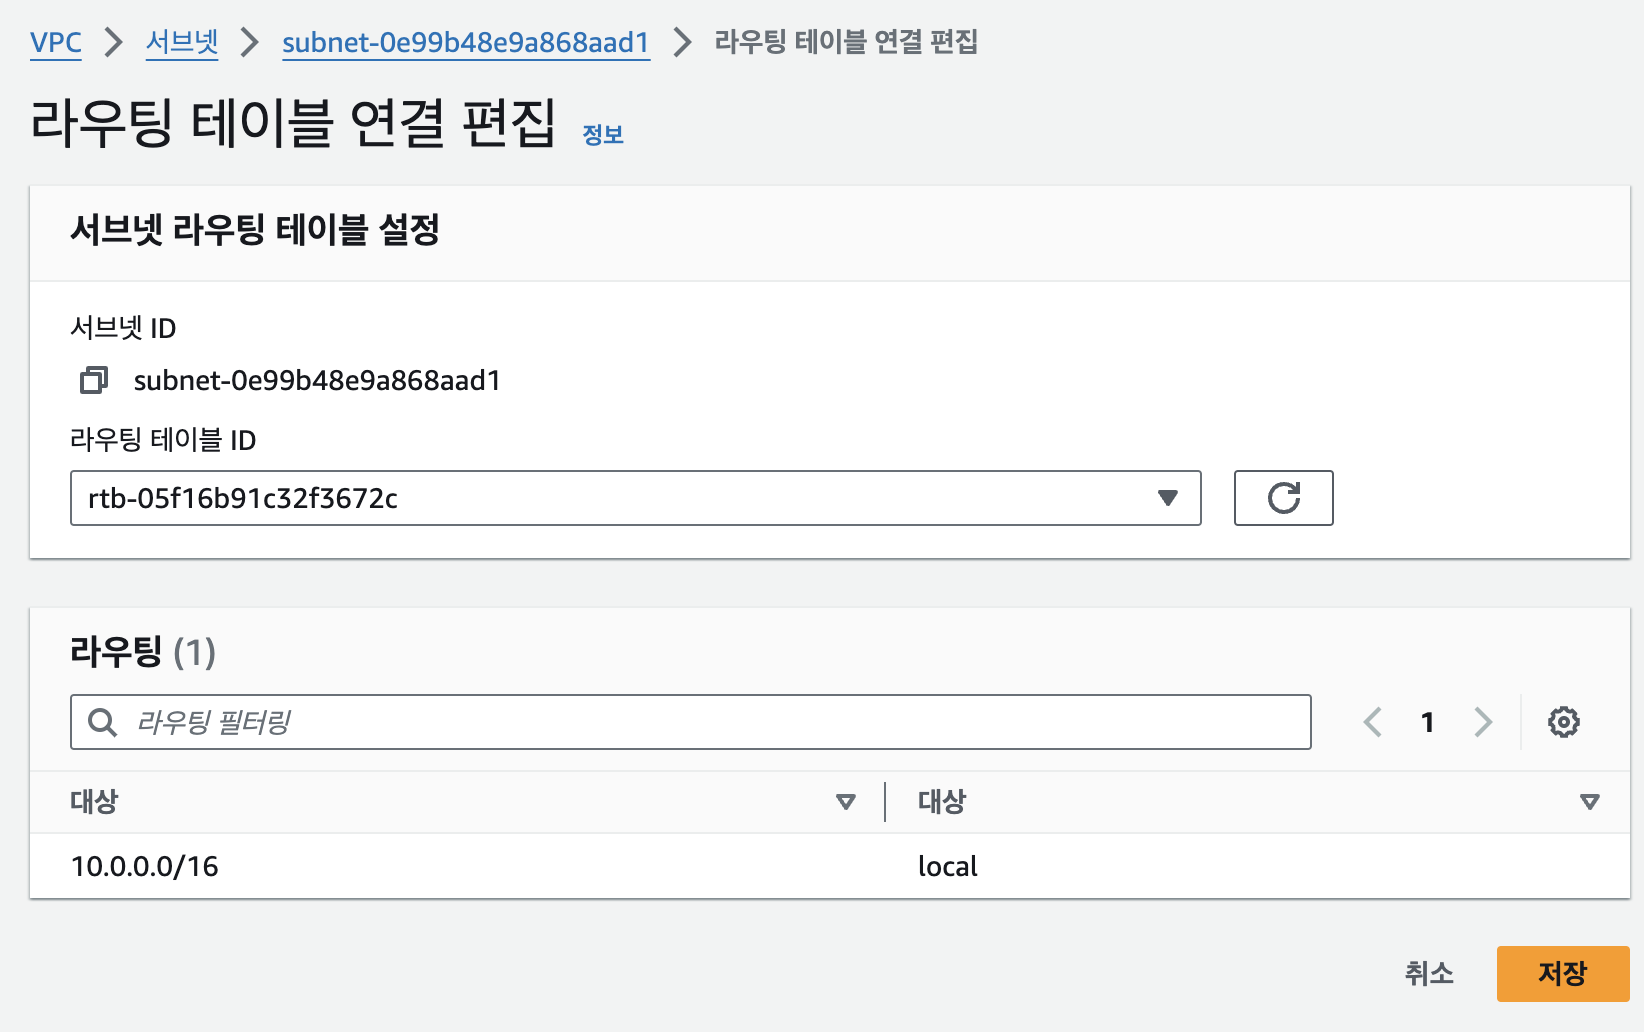 VPC > 서브넷 > subnet-0e99b48e9a868aad1 > 라우팅 테이블 연결 편집
라우팅 테이블 연결 편집 정보
서브넷 라우팅 테이블 설정
서브넷 ID
subnet-0e99b48e9a868aad1
라우팅 테이블 ID
rtb-05f16b91c32f3672c
라우팅 (1)
라우팅 필터링 1
대상 대상
10.0.0.0/16 local
취소 저장